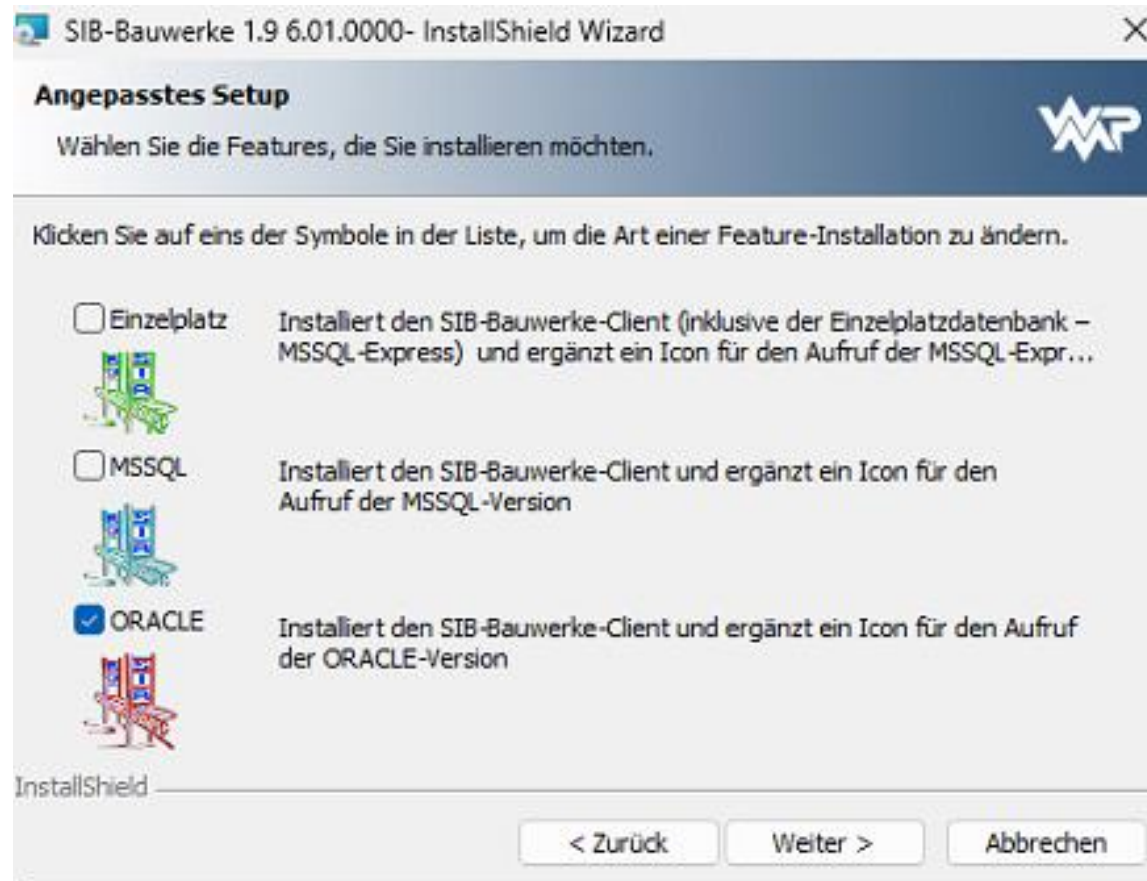 SIB-Bauwerke 1.9 6.01.0000- InstallShield Wizard
Angepasstes Setup
Wählen Sie die Features, die Sie installieren möchten.
WMP
Klicken Sie auf eins der Symbole in der Liste, um die Art einer Feature-Installation zu ändern.
Einzelplatz
Installiert den SIB-Bauwerke-Client (inklusive der Einzelplatzdatenbank –
MSSQL-Express) und ergänzt ein Icon für den Aufruf der MSSQL-Expr...
MSSQL
Installiert den SIB-Bauwerke-Client und ergänzt ein Icon für den
Aufruf der MSSQL-Version
ORACLE
Installiert den SIB-Bauwerke-Client und ergänzt ein Icon für den Aufruf
der ORACLE-Version
InstallShield
< Zurück
Weiter >
Abbrechen